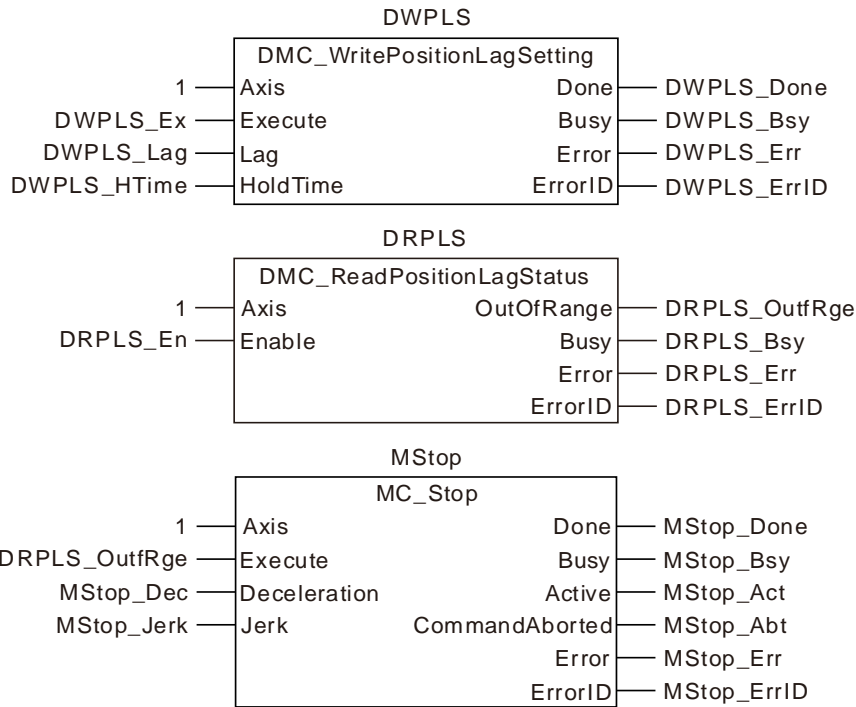 DWPLS
DMC_WritePositionLagSetting
1 Axis Done DWPLS_Done
DWPLS_Ex Execute Busy DWPLS_Bsy
DWPLS_Lag Lag Error DWPLS_Err
DWPLS_HTime HoldTime ErrorID DWPLS_ErrID
DRPLS
DMC_ReadPositionLagStatus
1 Axis OutOfRange DRPLS_OutfRge
DRPLS_En Enable Busy DRPLS_Bsy
Error DRPLS_Err
ErrorID DRPLS_ErrID
MStop
MC_Stop
1 Axis Done MStop_Done
DRPLS_OutfRge Execute Busy MStop_Bsy
MStop_Dec Deceleration Active MStop_Act
MStop_Jerk Jerk CommandAborted MStop_Abt
Error MStop_Err
ErrorID MStop_ErrID